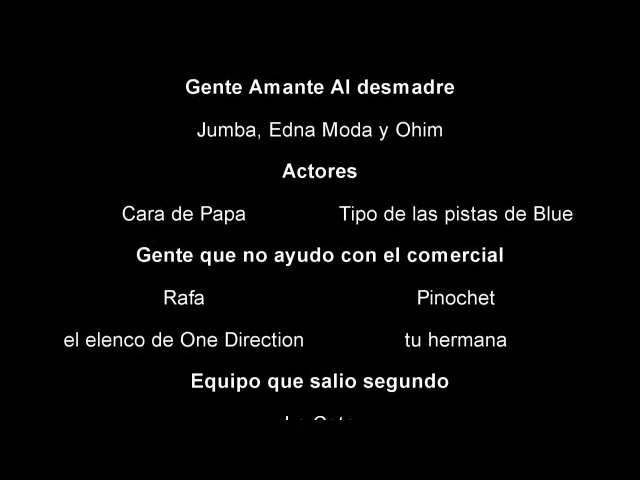 Gente Amante Al desmadre
Jumba, Edna Moda y Ohim
Actores
Cara de Papa Tipo de las pistas de Blue
Gente que no ayudo con el comercial
Rafa Pinochet
el elenco de One Direction tu hermana
Equipo que salio segundo